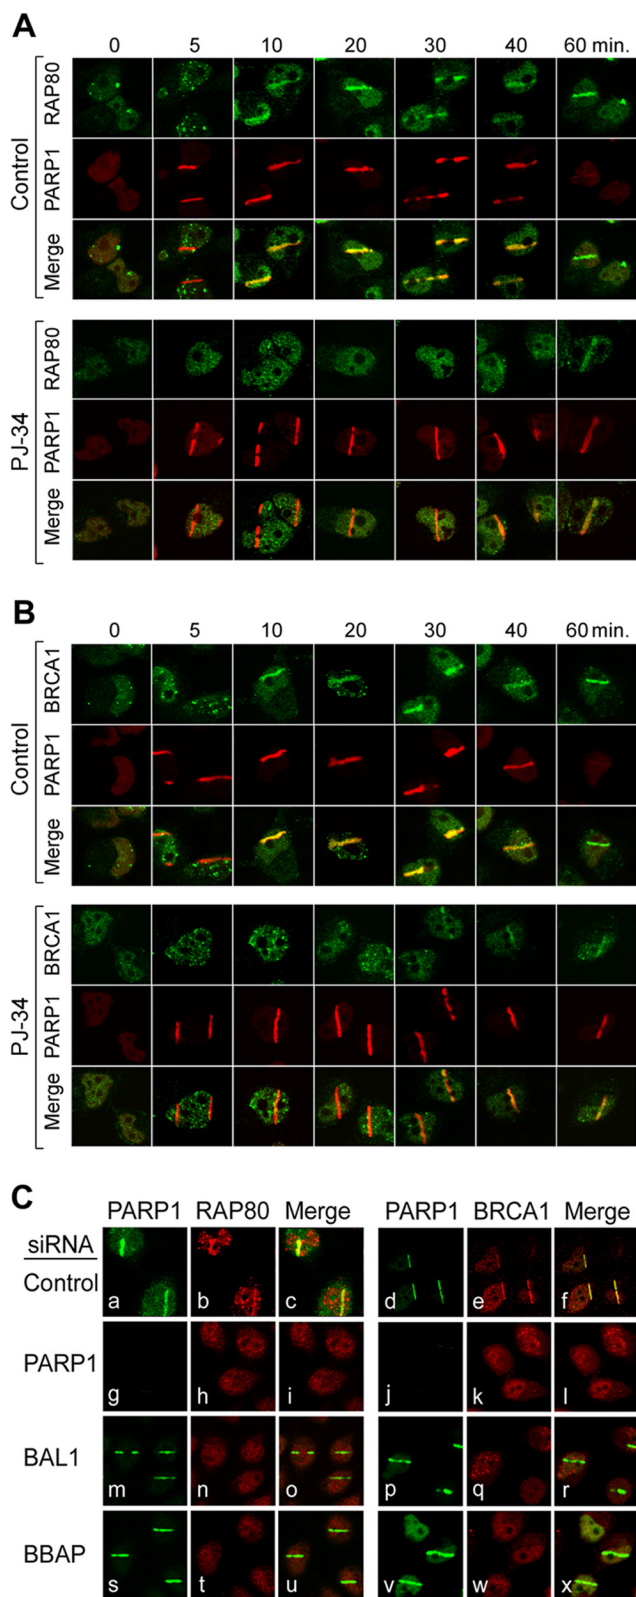 A
0 5 10 20 30 40 60 min.
Control
RAP80
PARP1
Merge
PJ-34
RAP80
PARP1
Merge
B
0 5 10 20 30 40 60 min.
Control
BRCA1
PARP1
Merge
PJ-34
BRCA1
PARP1
Merge
C
PARP1 RAP80 Merge PARP1 BRCA1 Merge
siRNA
Control
a b c d e f
PARP1
g h i j k l
BAL1
m n o p q r
BBAP
s t u v w x